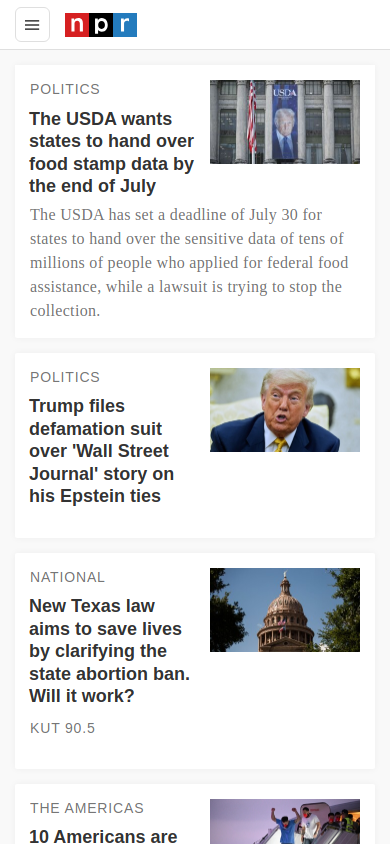 npr
POLITICS
The USDA wants
states to hand over
food stamp data by
the end of July
USDA
The USDA has set a deadline of July 30 for
states to hand over the sensitive data of tens of
millions of people who applied for federal food
assistance, while a lawsuit is trying to stop the
collection.
POLITICS
Trump files
defamation suit
over 'Wall Street
Journal' story on
his Epstein ties
NATIONAL
New Texas law
aims to save lives
by clarifying the
state abortion ban.
Will it work?
KUT 90.5
THE AMERICAS
10 Americans are